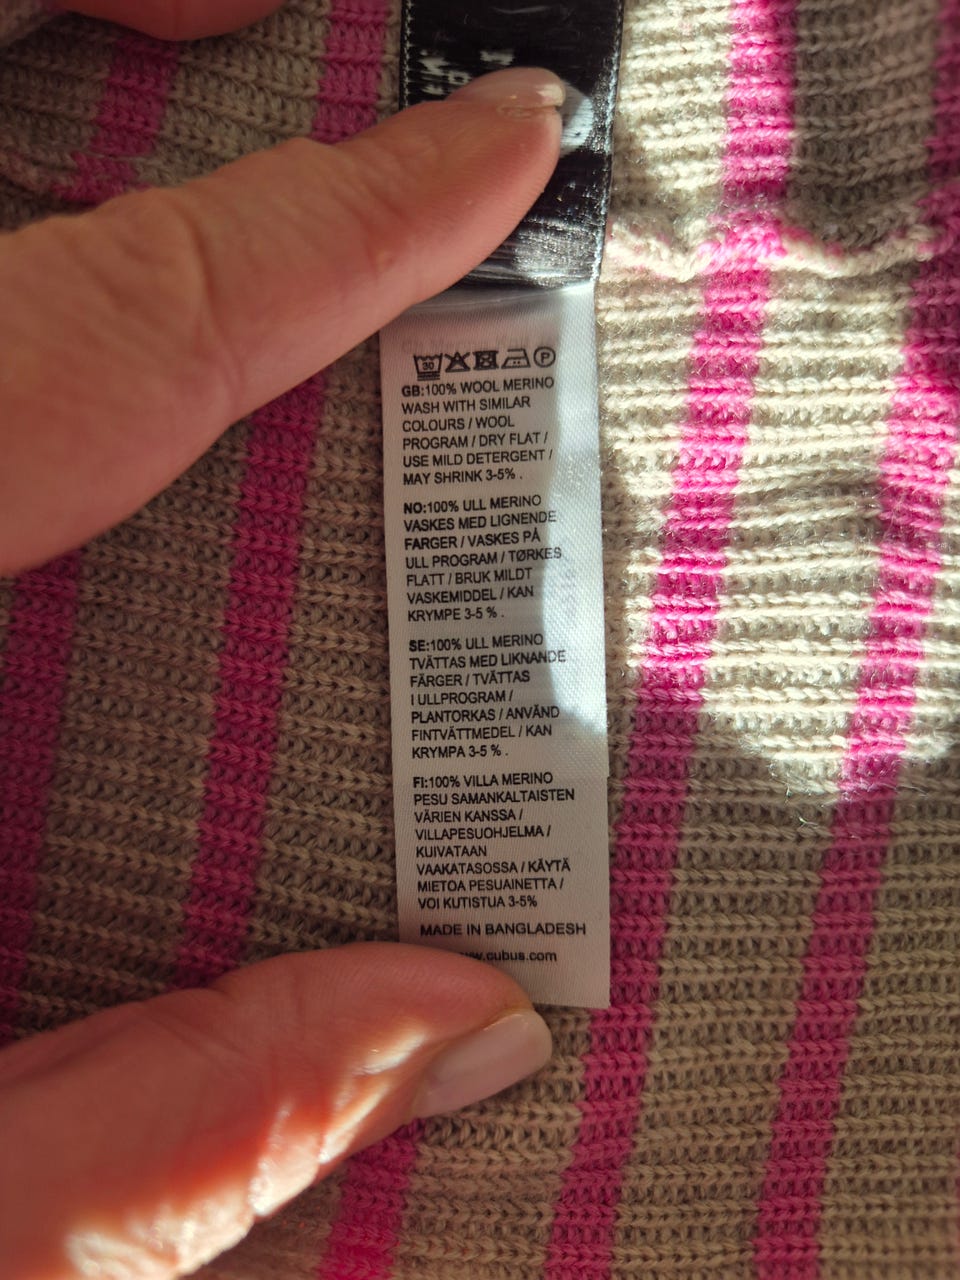 30 P
GB:100% WOOL MERINO
WASH WITH SIMILAR
COLOURS / WOOL
PROGRAM / DRY FLAT /
USE MILD DETERGENT /
MAY SHRINK 3-5% .
NO:100% ULL MERINO
VASKES MED LIGNENDE
FARGER / VASKES PÅ
ULL PROGRAM / TØRKES
FLATT / BRUK MILDT
VASKEMIDDEL / KAN
KRYMPE 3-5 % .
SE:100% ULL MERINO
TVÄTTAS MED LIKNANDE
FÄRGER / TVÄTTAS
I ULLPROGRAM /
PLANTORKAS / ANVÄND
FINTVÄTTMEDEL / KAN
KRYMPA 3-5 % .
FI:100% VILLA MERINO
PESU SAMANKALTAISTEN
VÄRIEN KANSSA /
VILLAPESUOHJELMA /
KUIVATAAN
VAAKATASOSSA / KÄYTÄ
MIETOA PESUAINETTA /
VOI KUTISTUA 3-5%
MADE IN BANGLADESH
www.cubus.com